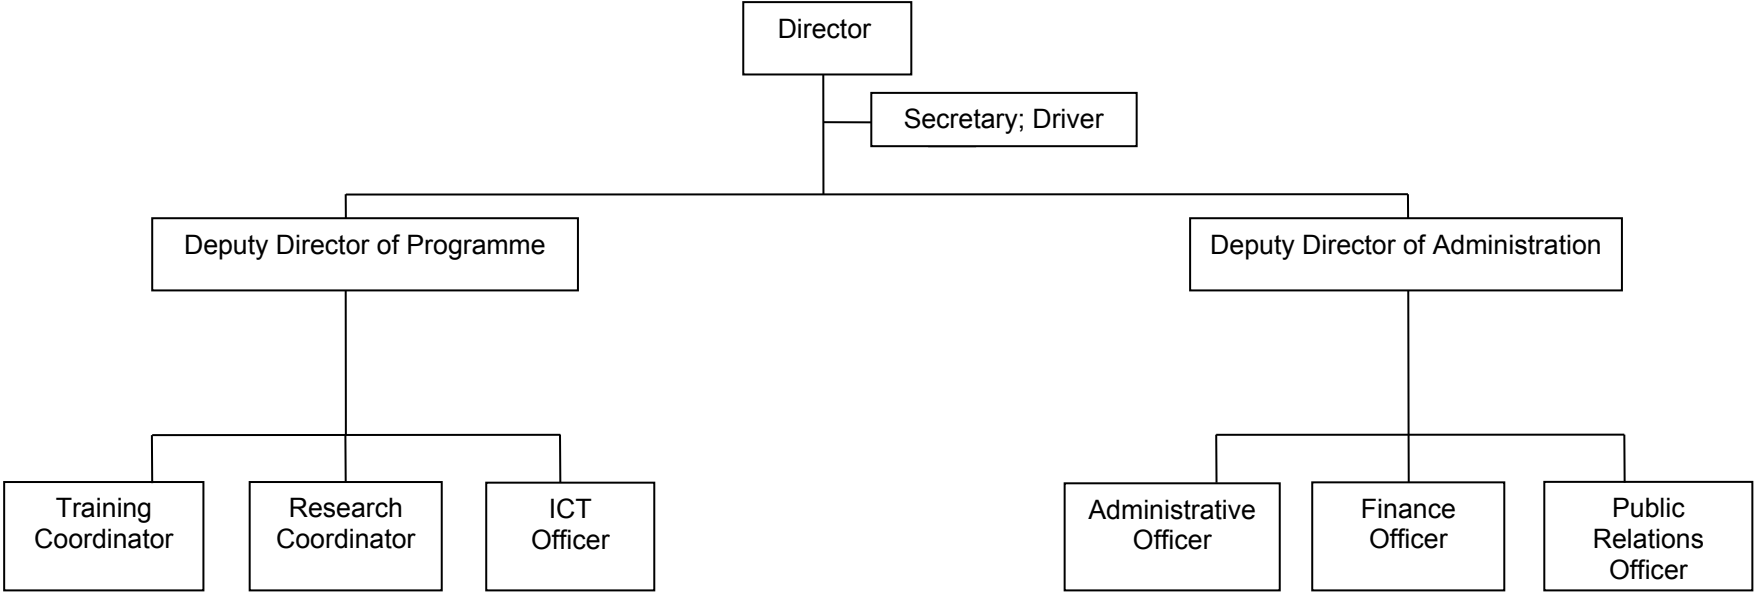 Director
Secretary; Driver
Deputy Director of Programme
Deputy Director of Administration
Training
Coordinator
Research
Coordinator
ICT
Officer
Administrative
Officer
Finance
Officer
Public
Relations
Officer